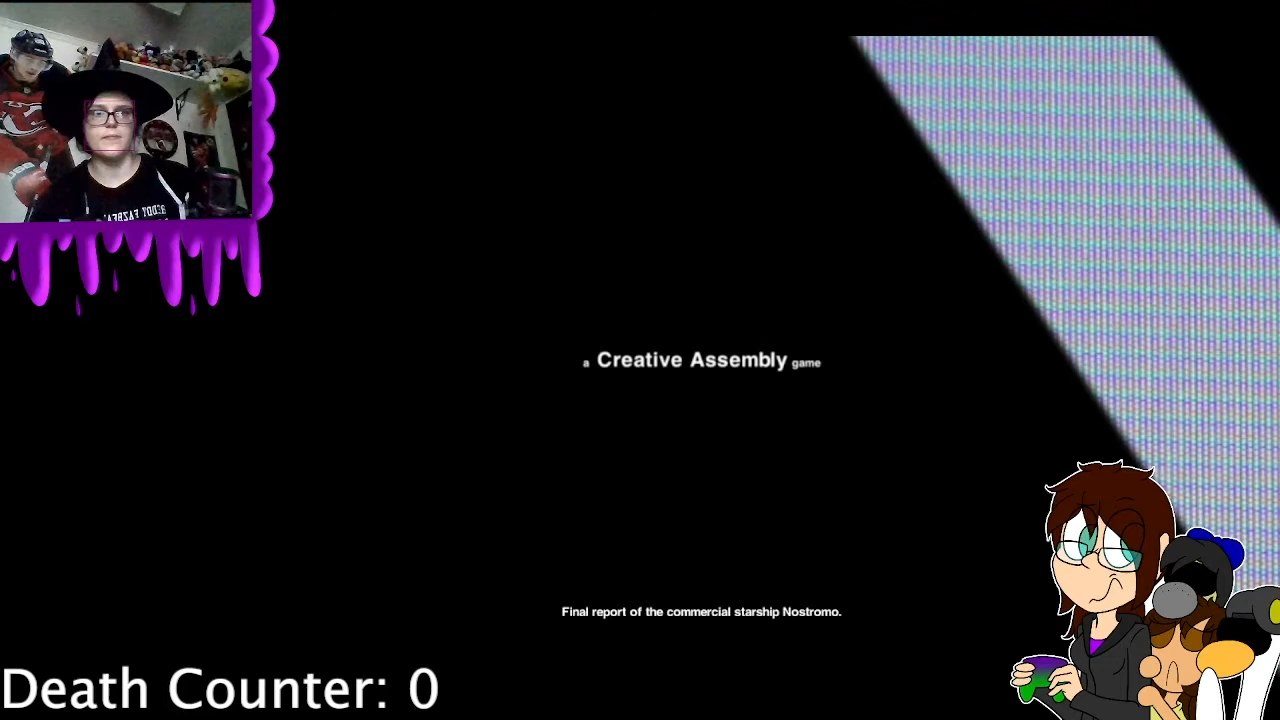 a Creative Assembly game
Final report of the commercial starship Nostromo.
Death Counter: 0